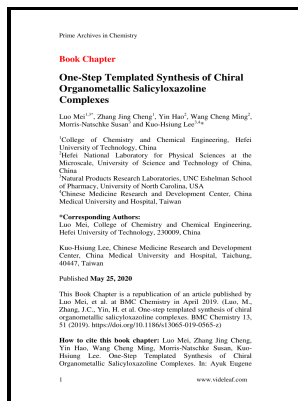 Prime Archives in Chemistry
Book Chapter
One-Step Templated Synthesis of Chiral
Organometallic Salicyloxazoline
Complexes
Luo Mei1,3*, Zhang Jing Cheng1, Yin Hao2, Wang Cheng Ming2,
Morris-Natschke Susan3 and Kuo-Hsiung Lee3,4*
1College of Chemistry and Chemical Engineering, Hefei
University of Technology, China
2Hefei National Laboratory for Physical Sciences at the
Microscale, University of Science and Technology of China,
China
3Natural Products Research Laboratories, UNC Eshelman School
of Pharmacy, University of North Carolina, USA
4Chinese Medicine Research and Development Center, China
Medical University and Hospital, Taiwan
*Corresponding Authors:
Luo Mei, College of Chemistry and Chemical Engineering,
Hefei University of Technology, 230009, China
Kuo-Hsiung Lee, Chinese Medicine Research and Development
Center, China Medical University and Hospital, Taichung,
40447, Taiwan
Published May 25, 2020
This Book Chapter is a republication of an article published by
Luo Mei, et al. at BMC Chemistry in April 2019. (Luo, M.,
Zhang, J.C., Yin, H. et al. One-step templated synthesis of chiral
organometallic salicyloxazoline complexes. BMC Chemistry 13,
51 (2019). https://doi.org/10.1186/s13065-019-0565-z)
How to cite this book chapter: Luo Mei, Zhang Jing Cheng,
Yin Hao, Wang Cheng Ming, Morris-Natschke Susan, Kuo-
Hsiung Lee. One-Step Templated Synthesis of Chiral
Organometallic Salicyloxazoline Complexes. In: Ayuk Eugene
1 www.videleaf.com